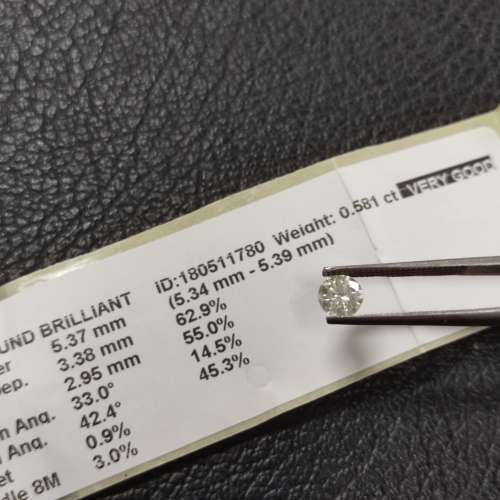 UND BRILLIANT ID:180511780 Weight: 0.581 ct VERY GOOD
er 5.37 mm (5.34 mm - 5.39 mm)
ep. 3.38 mm 62.9%
2.95 mm 55.0%
n Ang. 33.0° 14.5%
Ang. 42.4° 45.3%
et 0.9%
dle 8M 3.0%